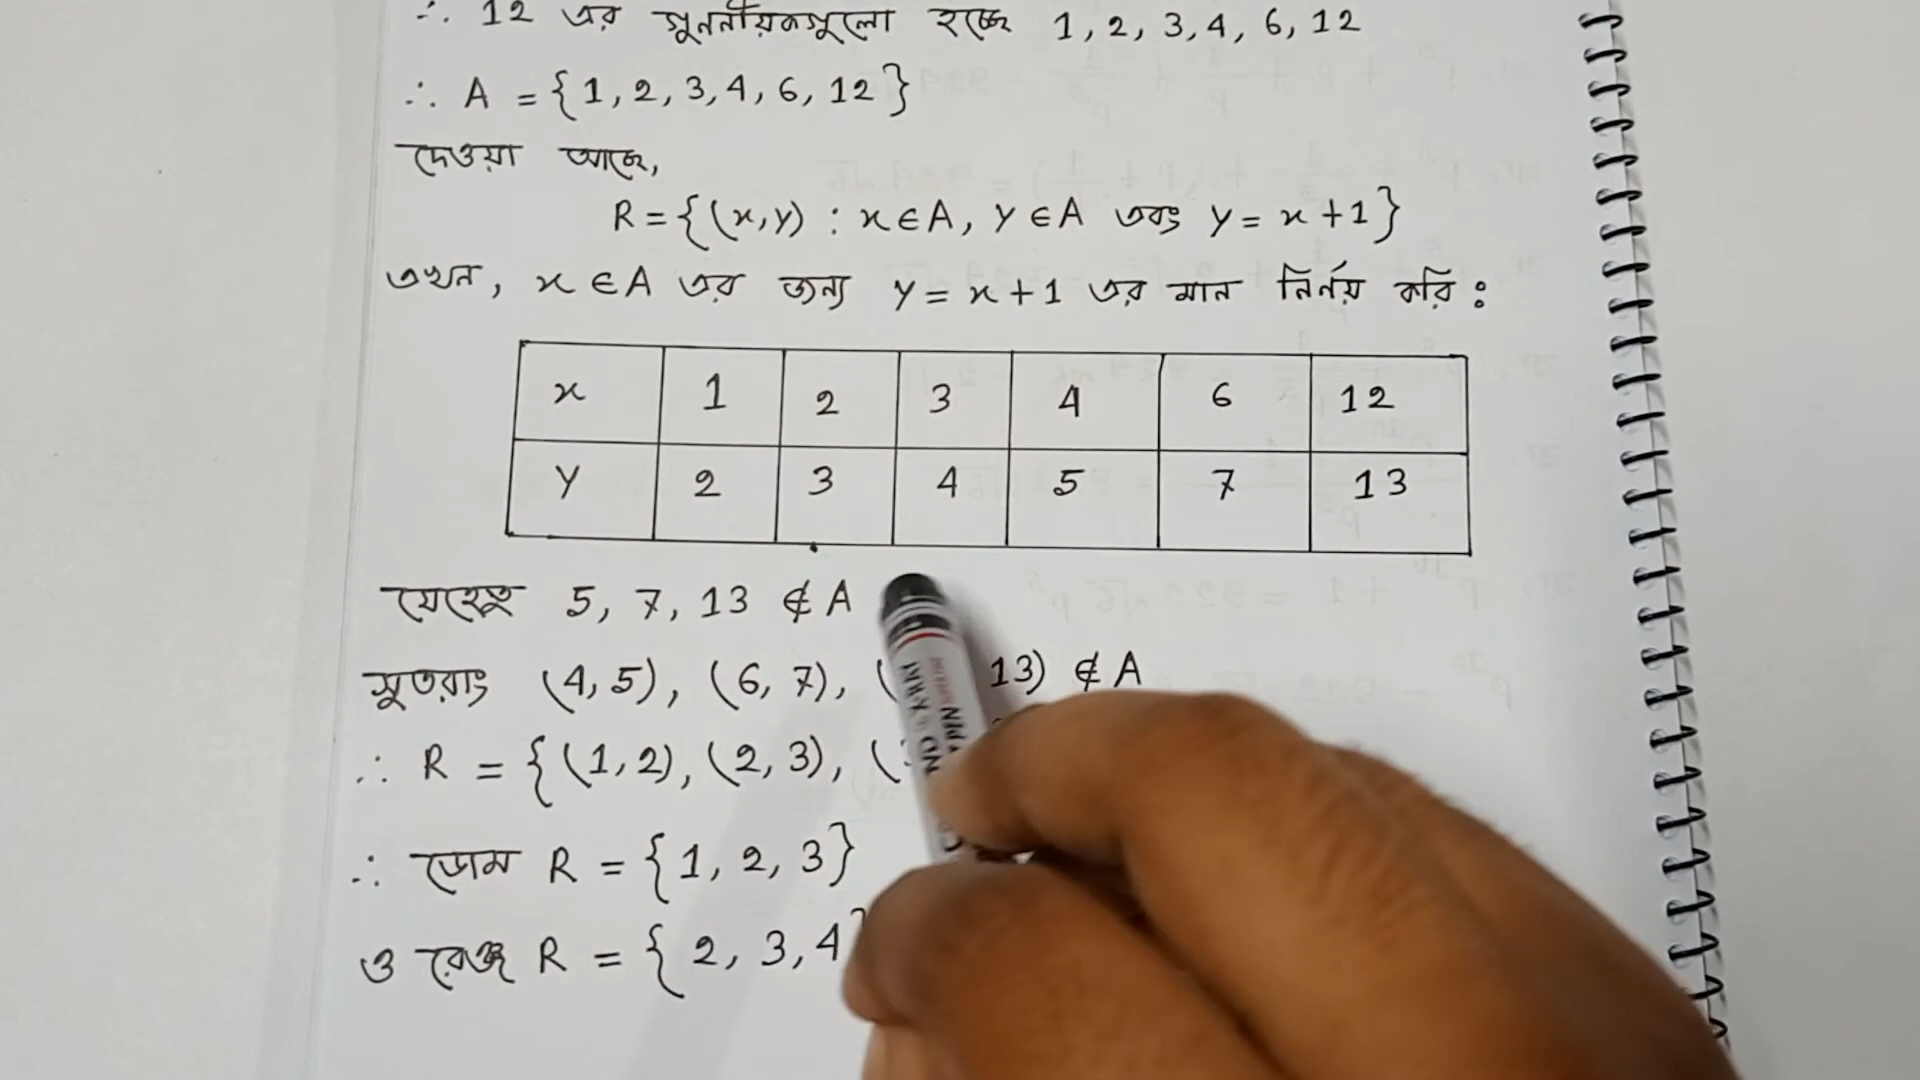 ∴ 12 এর গুননীয়কগুলো হচ্ছে 1, 2, 3, 4, 6, 12
∴ A = {1, 2, 3, 4, 6, 12}
দেওয়া আছে,
R = {(x, y) : x ∈ A, y ∈ A এবং y = x + 1}
এখন, x ∈ A এর জন্য y = x + 1 এর মান নির্নয় করি :
x 1 2 3 4 6 12
y 2 3 4 5 7 13
যেহেতু 5, 7, 13 ∉ A
সুতরাং (4, 5), (6, 7), ( 13) ∉ A
∴ R = {(1, 2), (2, 3), (
∴ ডোম R = {1, 2, 3}
ও রেঞ্জ R = {2, 3, 4}